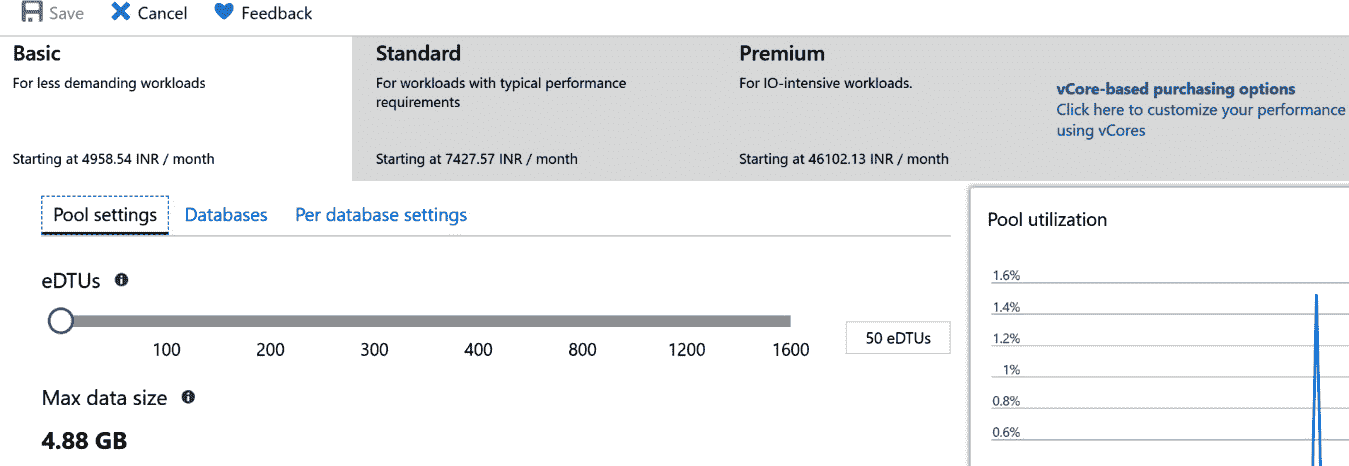 Save Cancel Feedback
Basic
For less demanding workloads
Starting at 4958.54 INR / month
Standard
For workloads with typical performance
requirements
Starting at 7427.57 INR / month
Premium
For IO-intensive workloads.
Starting at 46102.13 INR / month
vCore-based purchasing options
Click here to customize your performance
using vCores
Pool settings Databases Per database settings
eDTUs
100 200 300 400 800 1200 1600
50 eDTUs
Max data size
4.88 GB
Pool utilization
1.6%
1.4%
1.2%
1%
0.8%
0.6%